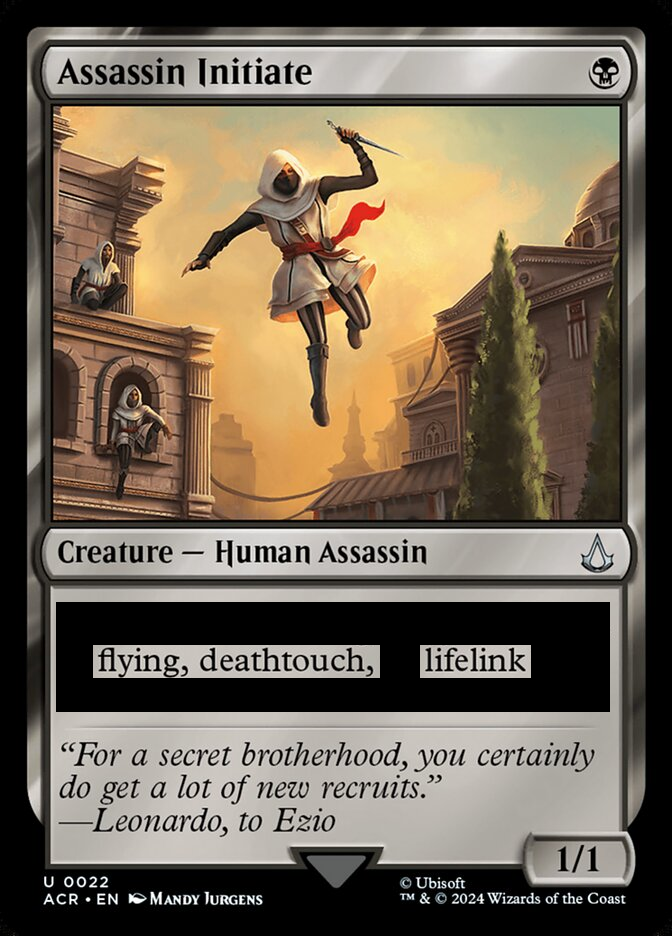 Assassin Initiate
Creature — Human Assassin
flying, deathtouch, lifelink
“For a secret brotherhood, you certainly
do get a lot of new recruits.”
—Leonardo, to Ezio
1/1
U 0022
ACR • EN Mandy Jurgens
© Ubisoft
™ & © 2024 Wizards of the Coast